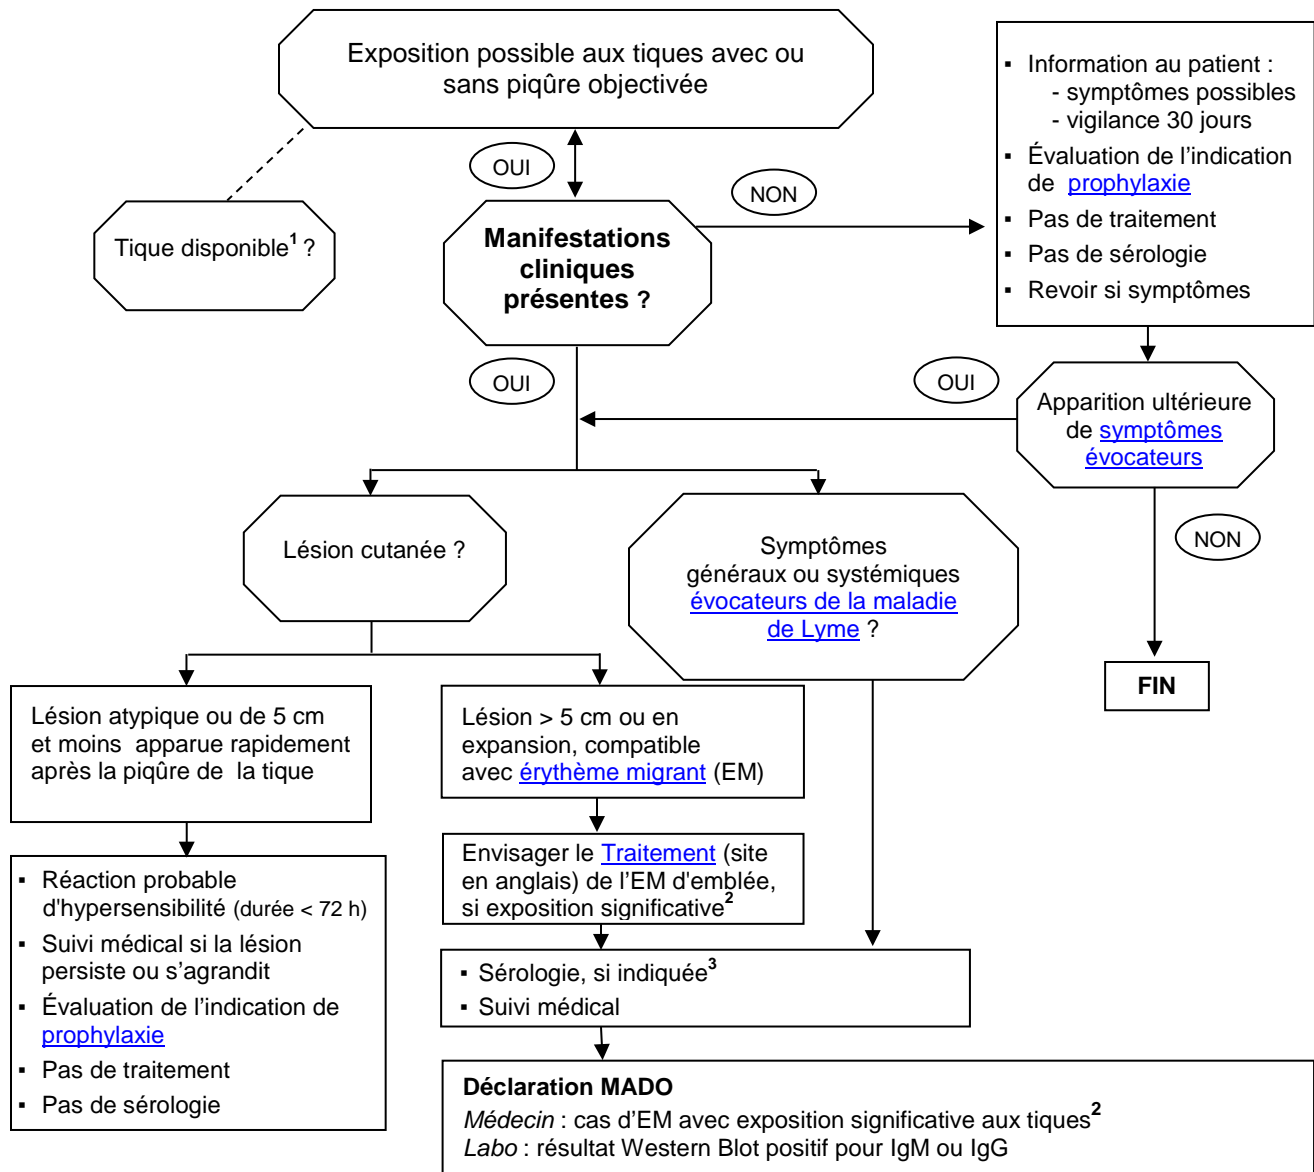 Exposition possible aux tiques avec ou
sans piqûre objectivée
OUI
Tique disponible¹ ?
Manifestations
cliniques
présentes ?
NON
▪ Information au patient :
- symptômes possibles
- vigilance 30 jours
▪ Évaluation de l’indication
de prophylaxie
▪ Pas de traitement
▪ Pas de sérologie
▪ Revoir si symptômes
OUI
OUI
Apparition ultérieure
de symptômes
évocateurs
NON
FIN
Lésion cutanée ?
Symptômes
généraux ou systémiques
évocateurs de la maladie
de Lyme ?
Lésion atypique ou de 5 cm
et moins apparue rapidement
après la piqûre de la tique
Lésion > 5 cm ou en
expansion, compatible
avec érythème migrant (EM)
▪ Réaction probable
d'hypersensibilité (durée < 72 h)
▪ Suivi médical si la lésion
persiste ou s’agrandit
▪ Évaluation de l’indication de
prophylaxie
▪ Pas de traitement
▪ Pas de sérologie
Envisager le Traitement (site
en anglais) de l’EM d'emblée,
si exposition significative²
▪ Sérologie, si indiquée³
▪ Suivi médical
Déclaration MADO
Médecin : cas d’EM avec exposition significative aux tiques²
Labo : résultat Western Blot positif pour IgM ou IgG